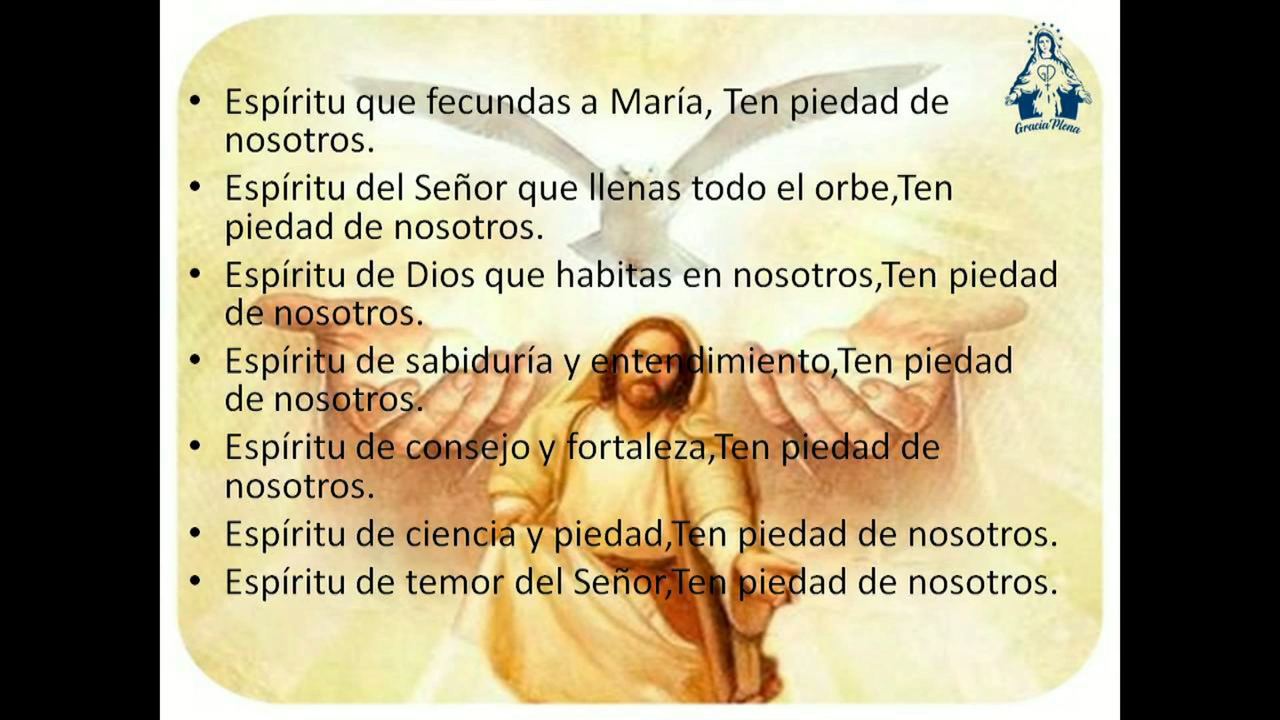 • Espíritu que fecundas a María, Ten piedad de
nosotros.
• Espíritu del Señor que llenas todo el orbe,Ten
piedad de nosotros.
• Espíritu de Dios que habitas en nosotros,Ten piedad
de nosotros.
• Espíritu de sabiduría y entendimiento,Ten piedad
de nosotros.
• Espíritu de consejo y fortaleza,Ten piedad de
nosotros.
• Espíritu de ciencia y piedad,Ten piedad de nosotros.
• Espíritu de temor del Señor,Ten piedad de nosotros.
GP
Gracia Plena